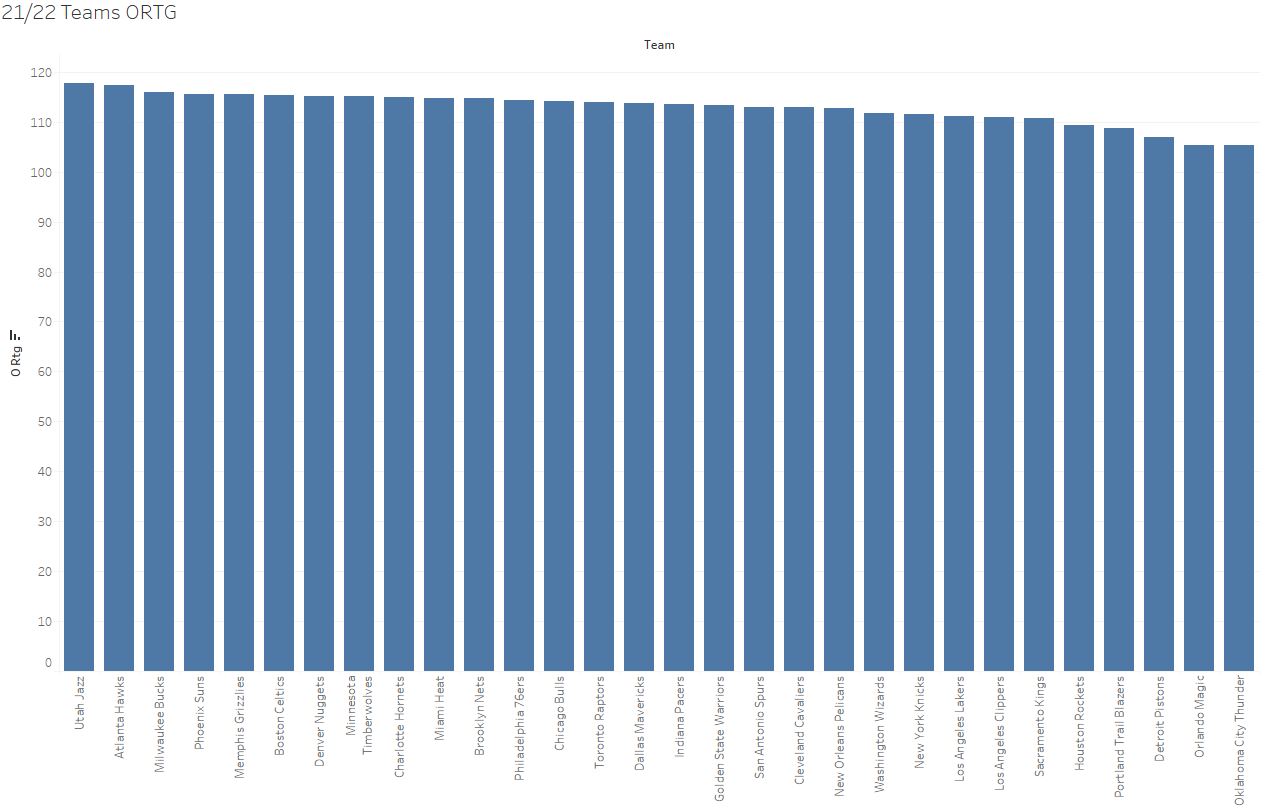 21/22 Teams ORTG
Team
120
110
100
90
80
70
60
50
40
30
20
10
0
O Rtg
Utah Jazz
Atlanta Hawks
Milwaukee Bucks
Phoenix Suns
Memphis Grizzlies
Boston Celtics
Denver Nuggets
Minnesota
Timberwolves
Charlotte Hornets
Miami Heat
Brooklyn Nets
Philadelphia 76ers
Chicago Bulls
Toronto Raptors
Dallas Mavericks
Indiana Pacers
Golden State Warriors
San Antonio Spurs
Cleveland Cavaliers
New Orleans Pelicans
Washington Wizards
New York Knicks
Los Angeles Lakers
Los Angeles Clippers
Sacramento Kings
Houston Rockets
Portland Trail Blazers
Detroit Pistons
Orlando Magic
Oklahoma City Thunder